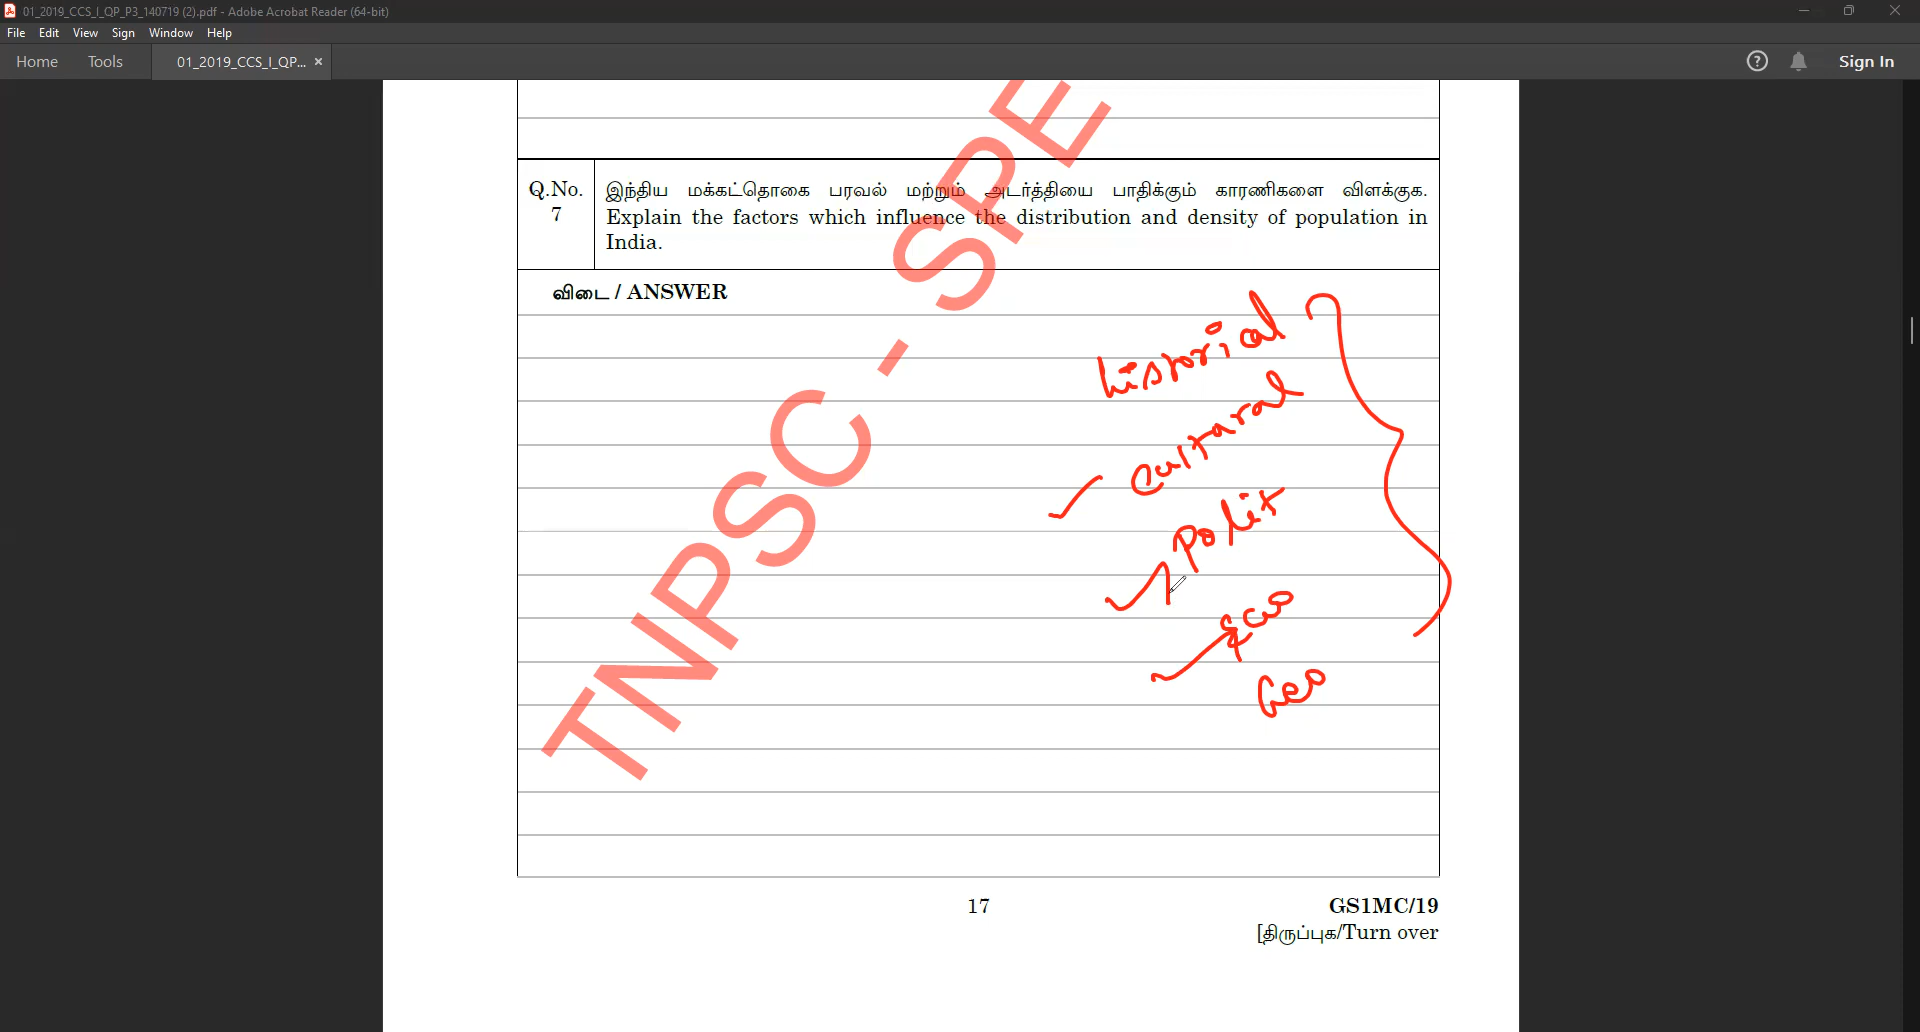 01_2019_CCS_I_QP_P3_140719 (2).pdf - Adobe Acrobat Reader (64-bit)
File Edit View Sign Window Help
Home Tools 01_2019_CCS_I_QP... × ? Sign In
Q.No. 7
இந்திய மக்கட்தொகை பரவல் மற்றும் அடர்த்தியை பாதிக்கும் காரணிகளை விளக்குக.
Explain the factors which influence the distribution and density of population in
India.
விடை / ANSWER
TNPSC - SPE
historial
cultural
Polit
Eco
Geo
17 GS1MC/19
[திருப்புக/Turn over